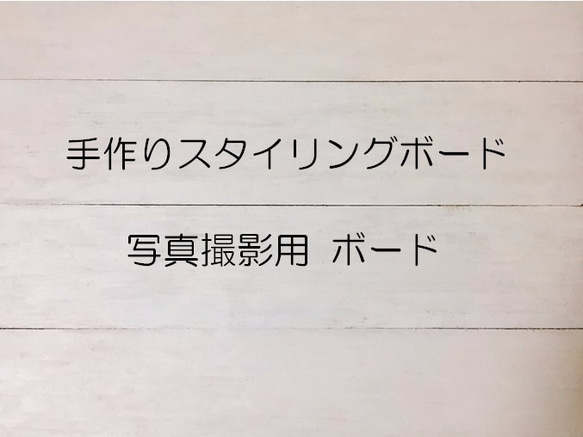 手作りスタイリングボード
写真撮影用 ボード